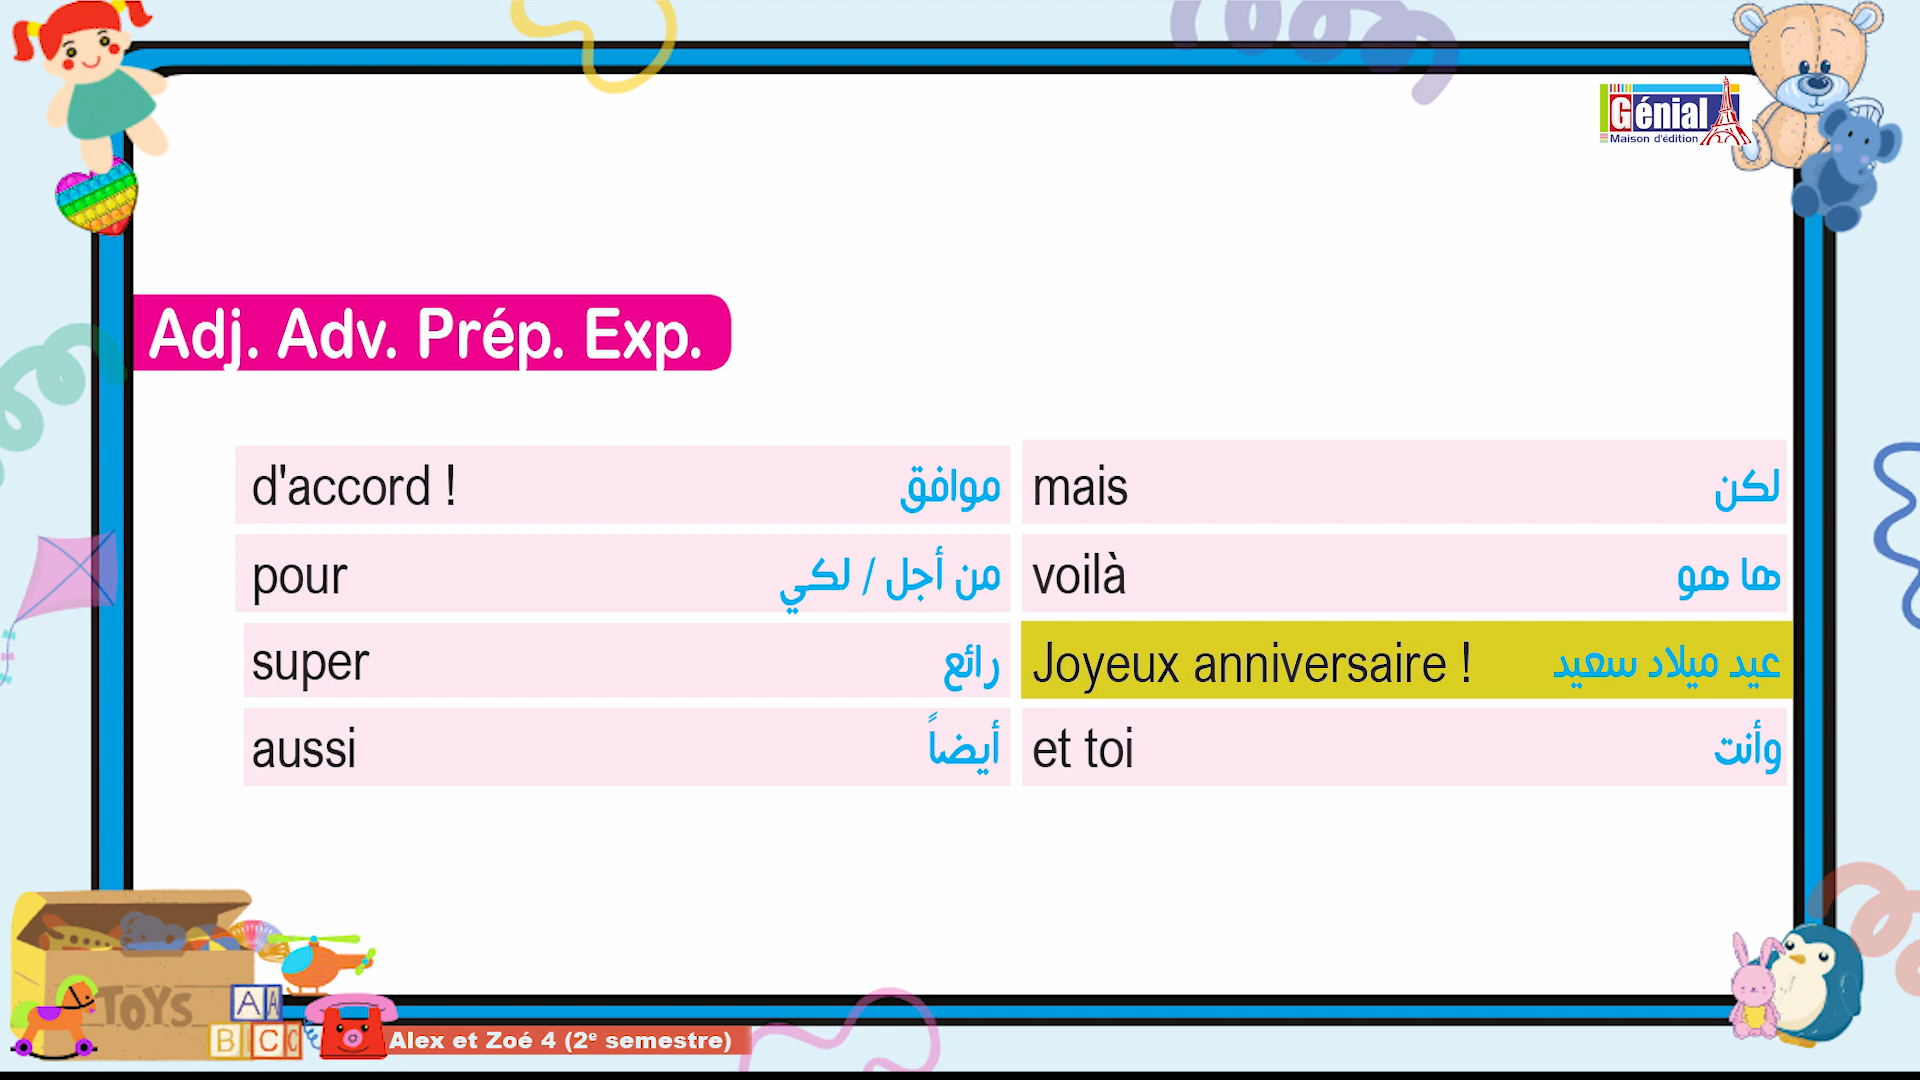 Génial
Maison d'édition
Adj. Adv. Prép. Exp.
d'accord ! موافق
mais لكن
pour من أجل / لكي
voilà ها هو
super رائع
Joyeux anniversaire ! عيد ميلاد سعيد
aussi أيضاً
et toi وأنت
TOYS
A A
B C C
Alex et Zoé 4 (2e semestre)